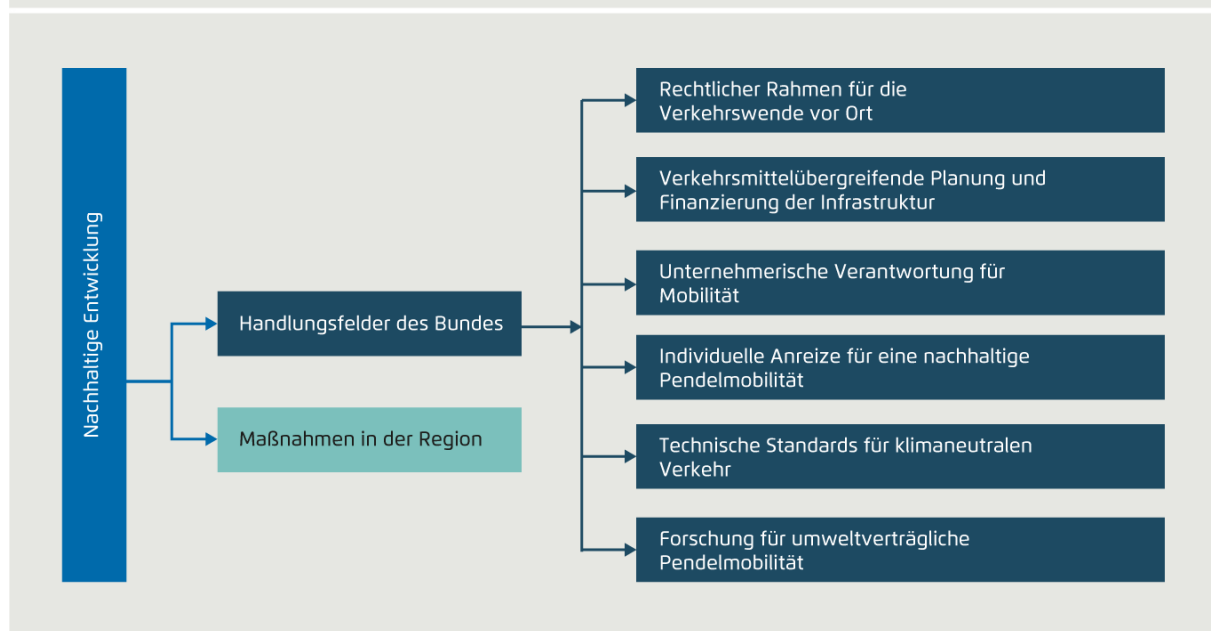 Nachhaltige Entwicklung
Handlungsfelder des Bundes
Maßnahmen in der Region
Rechtlicher Rahmen für die
Verkehrswende vor Ort
Verkehrsmittelübergreifende Planung und
Finanzierung der Infrastruktur
Unternehmerische Verantwortung für
Mobilität
Individuelle Anreize für eine nachhaltige
Pendelmobilität
Technische Standards für klimaneutralen
Verkehr
Forschung für umweltverträgliche
Pendelmobilität